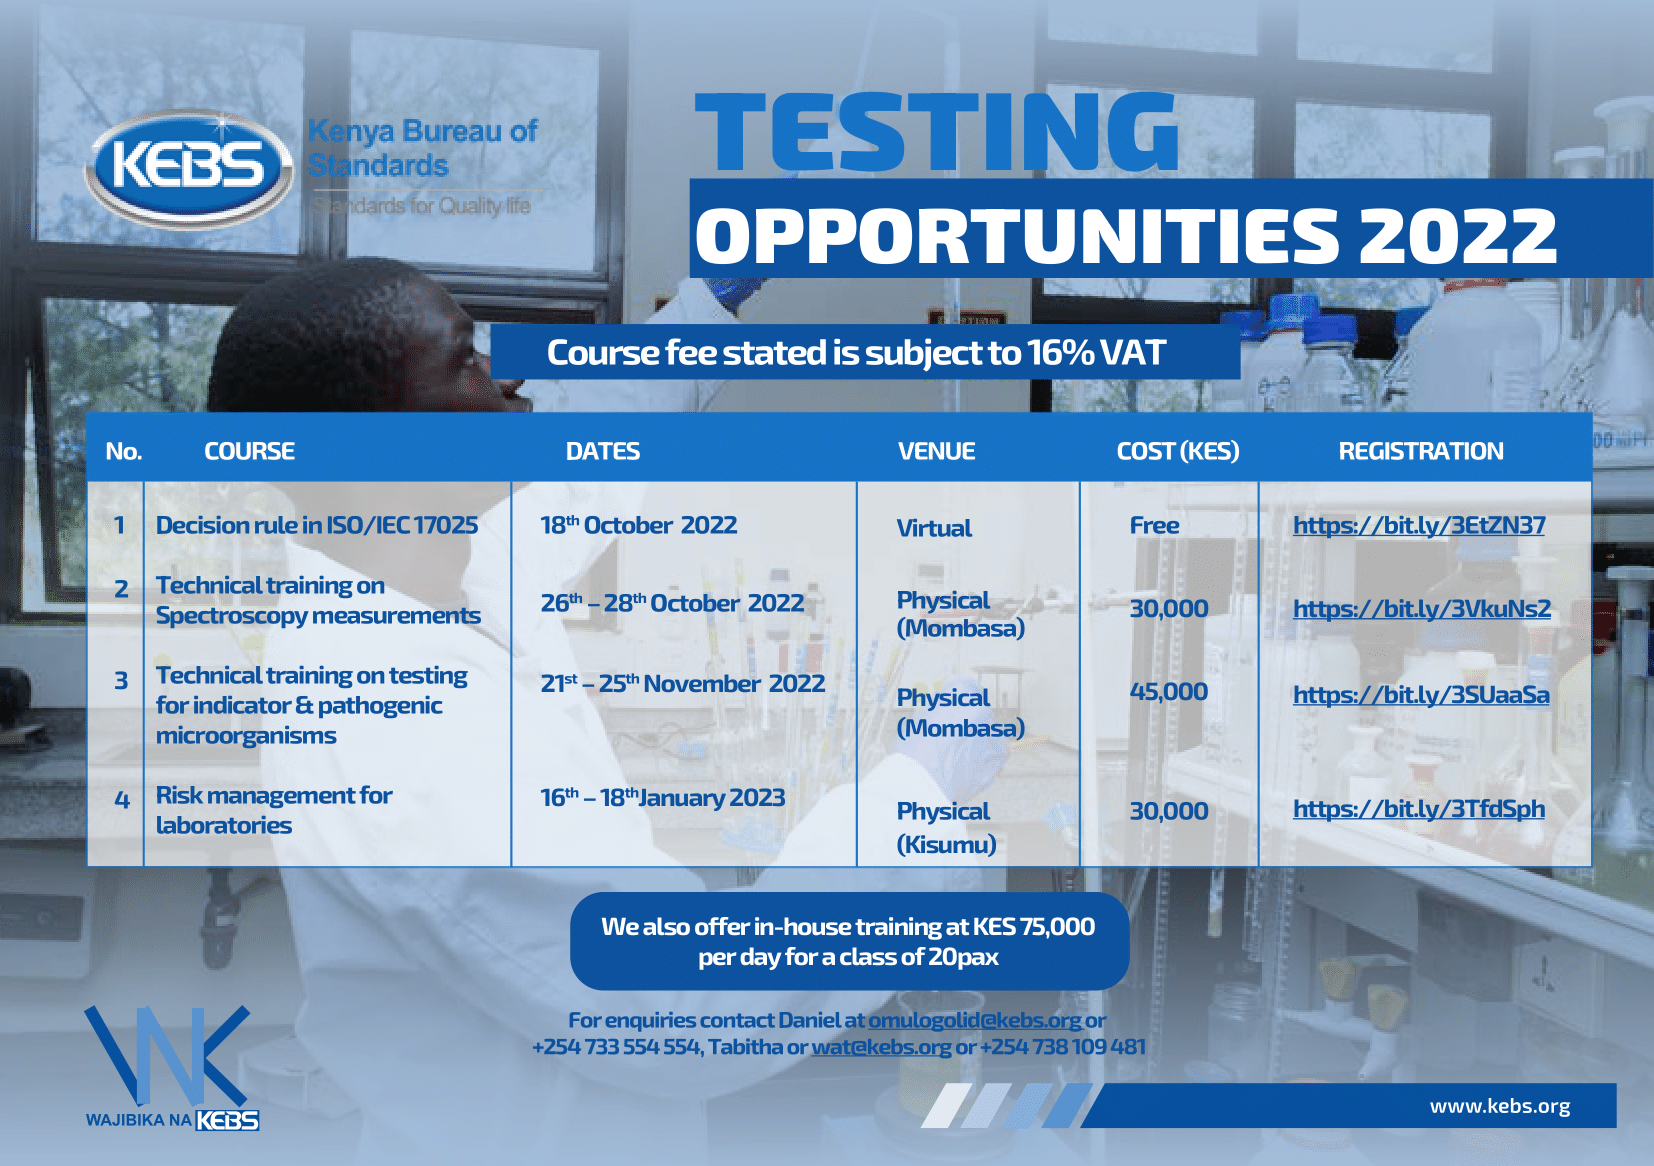 KEBS
Kenya Bureau of
Standards
Standards for Quality life
TESTING
OPPORTUNITIES 2022
Course fee stated is subject to 16% VAT
No. COURSE DATES VENUE COST (KES) REGISTRATION
1 Decision rule in ISO/IEC 17025 18th October 2022 Virtual Free https://bit.ly/3EtZN37
2 Technical training on
Spectroscopy measurements 26th – 28th October 2022 Physical
(Mombasa) 30,000 https://bit.ly/3VkuNs2
3 Technical training on testing
for indicator & pathogenic
microorganisms 21st – 25th November 2022 Physical
(Mombasa) 45,000 https://bit.ly/3SUaaSa
4 Risk management for
laboratories 16th – 18thJanuary 2023 Physical
(Kisumu) 30,000 https://bit.ly/3TfdSph
We also offer in-house training at KES 75,000
per day for a class of 20pax
For enquiries contact Daniel at omulogolid@kebs.org or
+254 733 554 554, Tabitha or wat@kebs.org or +254 738 109 481
WK
WAJIBIKA NA KEBS
www.kebs.org